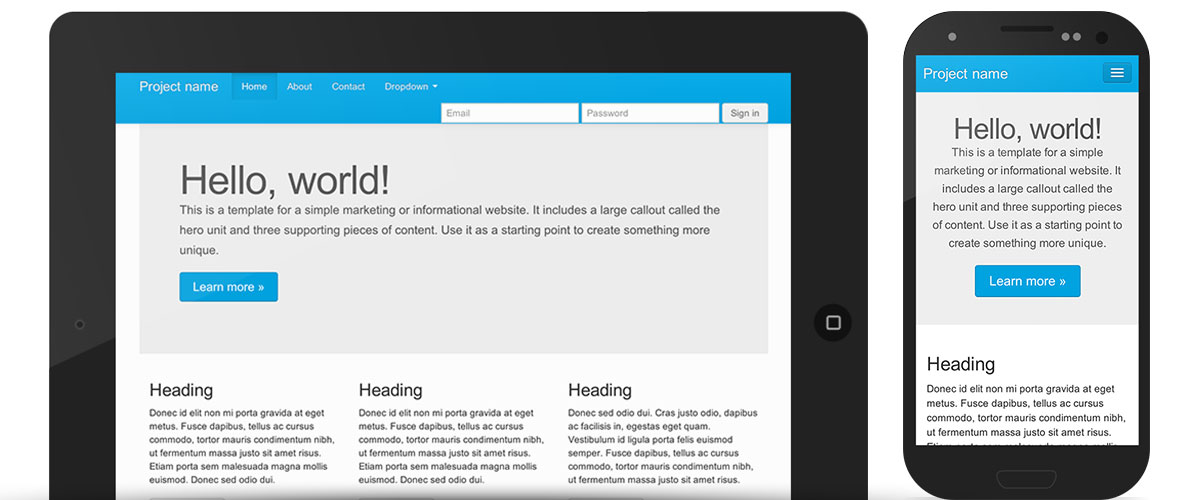 Project name Home About Contact Dropdown
Email Password Sign in
Hello, world!
This is a template for a simple marketing or informational website. It includes a large callout called the
hero unit and three supporting pieces of content. Use it as a starting point to create something more
unique.
Learn more »
Heading
Donec id elit non mi porta gravida at eget
metus. Fusce dapibus, tellus ac cursus
commodo, tortor mauris condimentum nibh,
ut fermentum massa justo sit amet risus.
Etiam porta sem malesuada magna mollis
euismod. Donec sed odio dui.
Heading
Donec id elit non mi porta gravida at eget
metus. Fusce dapibus, tellus ac cursus
commodo, tortor mauris condimentum nibh,
ut fermentum massa justo sit amet risus.
Etiam porta sem malesuada magna mollis
euismod. Donec sed odio dui.
Heading
Donec sed odio dui. Cras justo odio, dapibus
ac facilisis in, egestas eget quam.
Vestibulum id ligula porta felis euismod
semper. Fusce dapibus, tellus ac cursus
commodo, tortor mauris condimentum nibh,
ut fermentum massa justo sit amet risus.
Project name
Hello, world!
This is a template for a simple
marketing or informational website. It
includes a large callout called the
hero unit and three supporting pieces
of content. Use it as a starting point to
create something more unique.
Learn more »
Heading
Donec id elit non mi porta gravida at eget
metus. Fusce dapibus, tellus ac cursus
commodo, tortor mauris condimentum nibh,
ut fermentum massa justo sit amet risus.